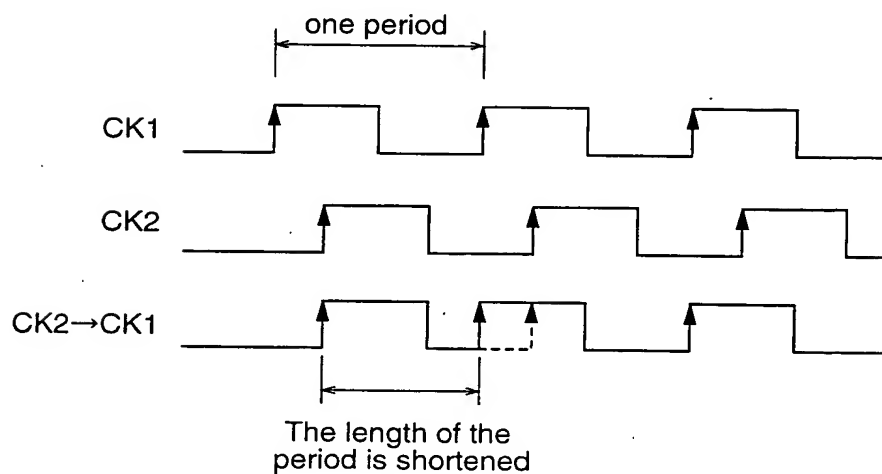 one period
CK1
CK2
CK2→CK1
The length of the
period is shortened